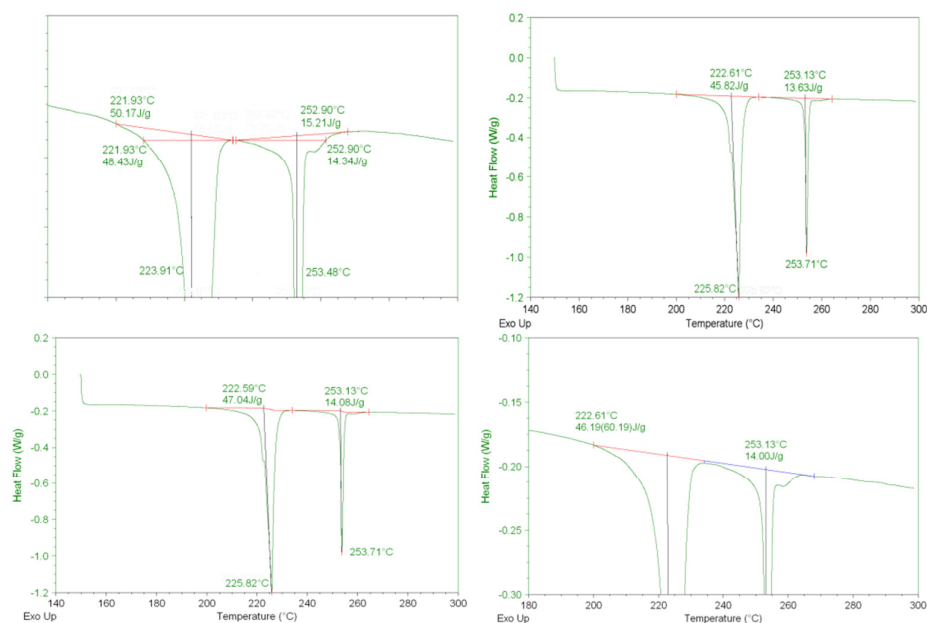 221.93°C
50.17J/g
252.90°C
15.21J/g
221.93°C
48.43J/g
252.90°C
14.34J/g
223.91°C
253.48°C
0.2
0.0
-0.2
-0.4
-0.6
-0.8
-1.0
-1.2
Heat Flow (W/g)
222.61°C
45.82J/g
253.13°C
13.63J/g
253.71°C
225.82°C
140 160 180 200 220 240 260 280 300
Exo Up
Temperature (°C)
0.2
0.0
-0.2
-0.4
-0.6
-0.8
-1.0
-1.2
Heat Flow (W/g)
222.59°C
47.04J/g
253.13°C
14.08J/g
253.71°C
225.82°C
140 160 180 200 220 240 260 280 300
Exo Up
Temperature (°C)
-0.10
-0.15
-0.20
-0.25
-0.30
Heat Flow (W/g)
222.61°C
46.19(60.19)J/g
253.13°C
14.00J/g
180 200 220 240 260 280 300
Exo Up
Temperature (°C)